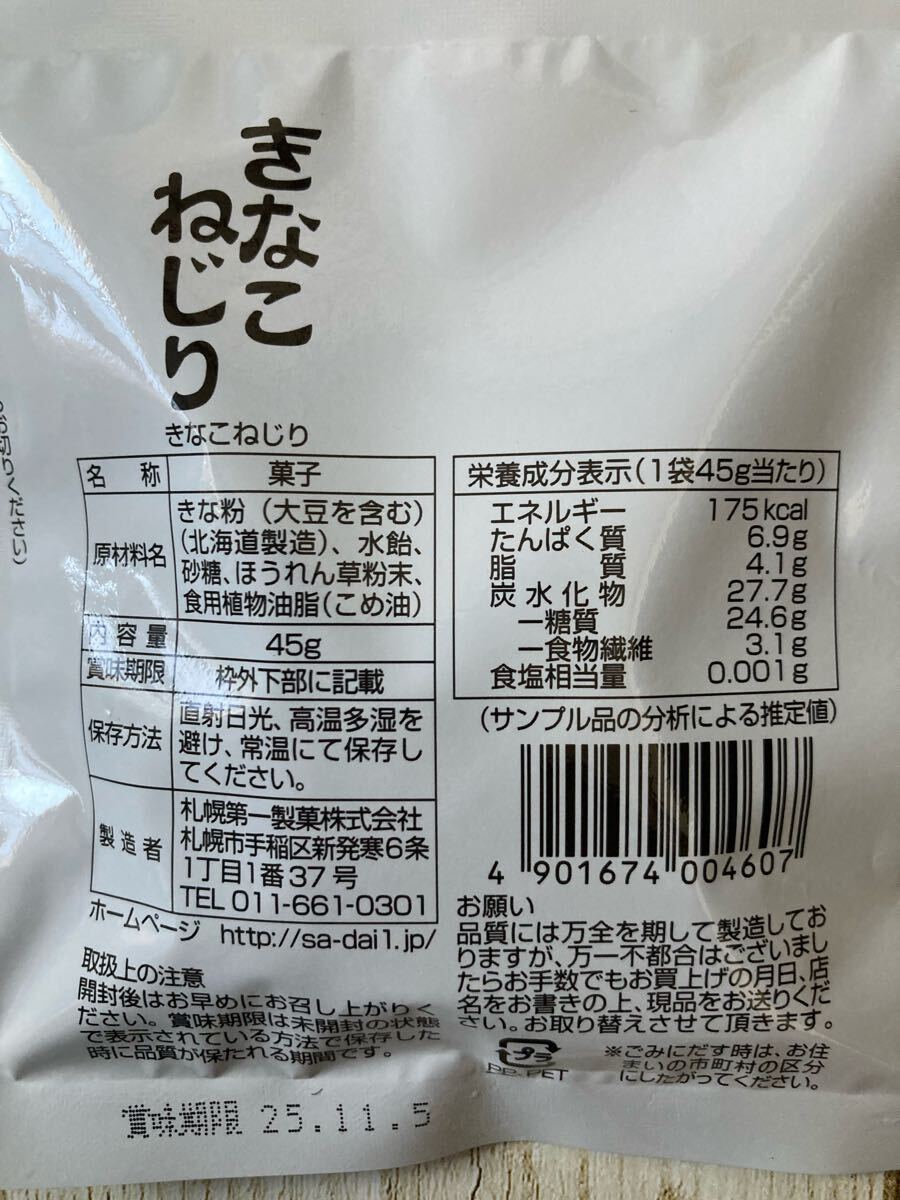 きなこ
ねじり
きなこねじり
名称 菓子
原材料名 きな粉（大豆を含む）
（北海道製造）、水飴、
砂糖、ほうれん草粉末、
食用植物油脂（こめ油）
内容量 45g
賞味期限 枠外下部に記載
保存方法 直射日光、高温多湿を
避け、常温にて保存し
てください。
製造者 札幌第一製菓株式会社
札幌市手稲区新発寒6条
1丁目1番37号
TEL 011-661-0301
ホームページ http://sa-dai1.jp/
取扱上の注意
開封後はお早めにお召し上がりく
ださい。賞味期限は未開封の状態
で表示されている方法で保存した
時に品質が保たれる期間です。
栄養成分表示（1袋45g当たり）
エネルギー 175kcal
たんぱく質 6.9g
脂質 4.1g
炭水化物 27.7g
－糖質 24.6g
－食物繊維 3.1g
食塩相当量 0.001g
（サンプル品の分析による推定値）
4 901674 004607
お願い
品質には万全を期して製造してお
りますが、万一不都合はございまし
たらお手数でもお買上げの月日、店
名をお書きの上、現品をお送りくだ
さい。お取り替えさせて頂きます。
プラ
PP.PET
※ごみにだす時は、お住
まいの市町村の区分
にしたがってください。
賞味期限 25.11.5
お切りください）